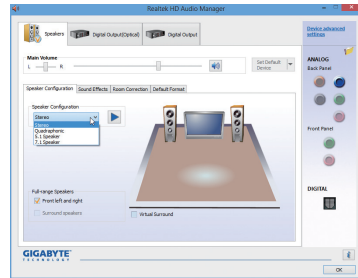 Realtek HD Audio Manager
Speakers
Digital Output(Optical)
Digital Output
Device advanced settings
Main Volume
L
R
Set Default Device
ANALOG
Back Panel
Speaker Configuration
Sound Effects
Room Correction
Default Format
Speaker Configuration
Stereo
Stereo
Quadraphonic
5.1 Speaker
7.1 Speaker
Front Panel
Full-range Speakers
Front left and right
Surround speakers
Virtual Surround
DIGITAL
GIGABYTE™
TECHNOLOGY
i
OK